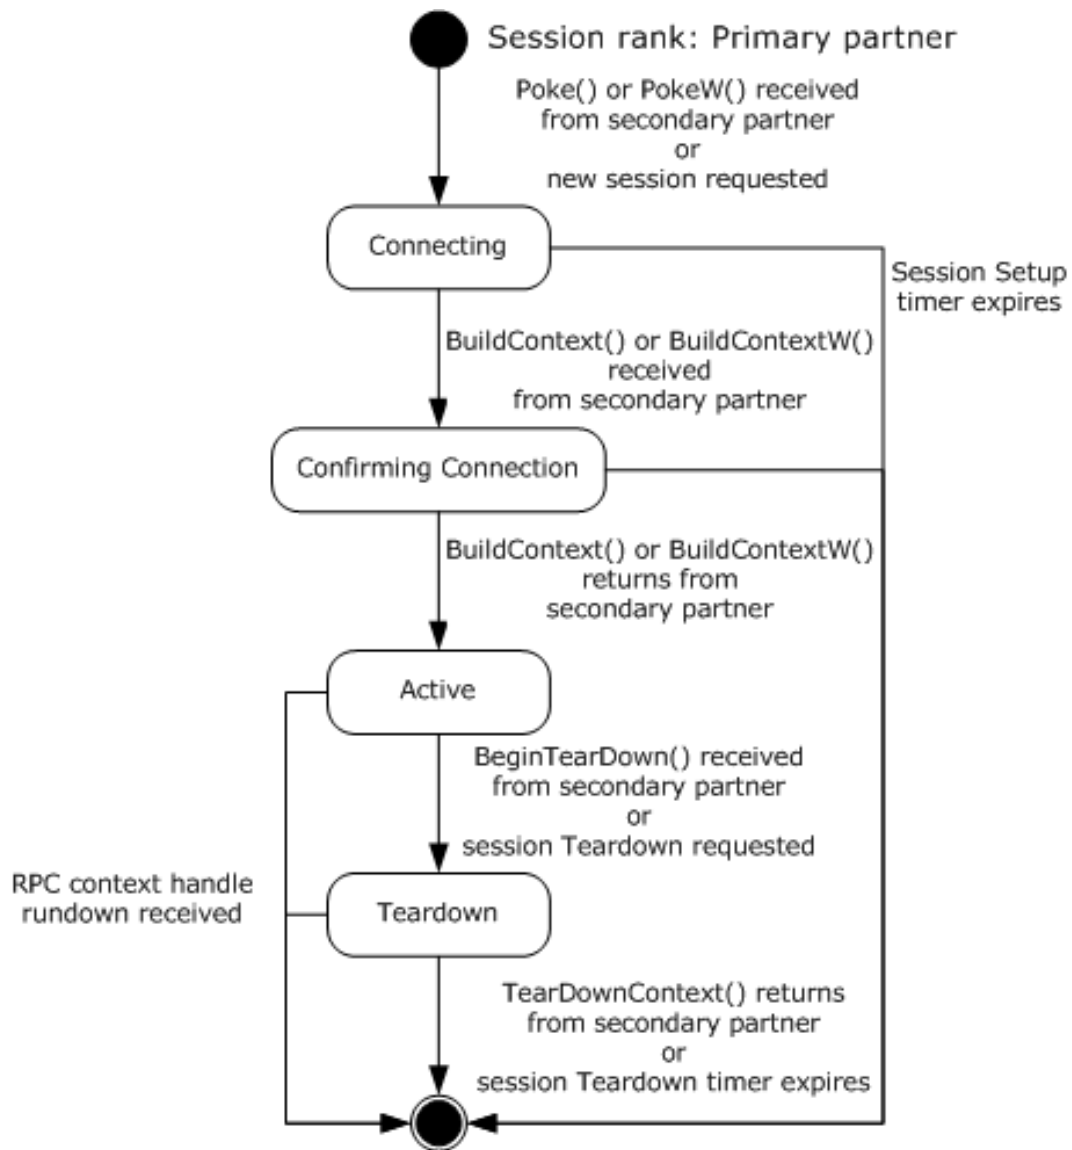 Session rank: Primary partner
Poke() or PokeW() received
from secondary partner
or
new session requested
Connecting
Session Setup
timer expires
BuildContext() or BuildContextW()
received
from secondary partner
Confirming Connection
BuildContext() or BuildContextW()
returns from
secondary partner
Active
BeginTearDown() received
from secondary partner
or
session Teardown requested
RPC context handle
rundown received
Teardown
TearDownContext() returns
from secondary partner
or
session Teardown timer expires